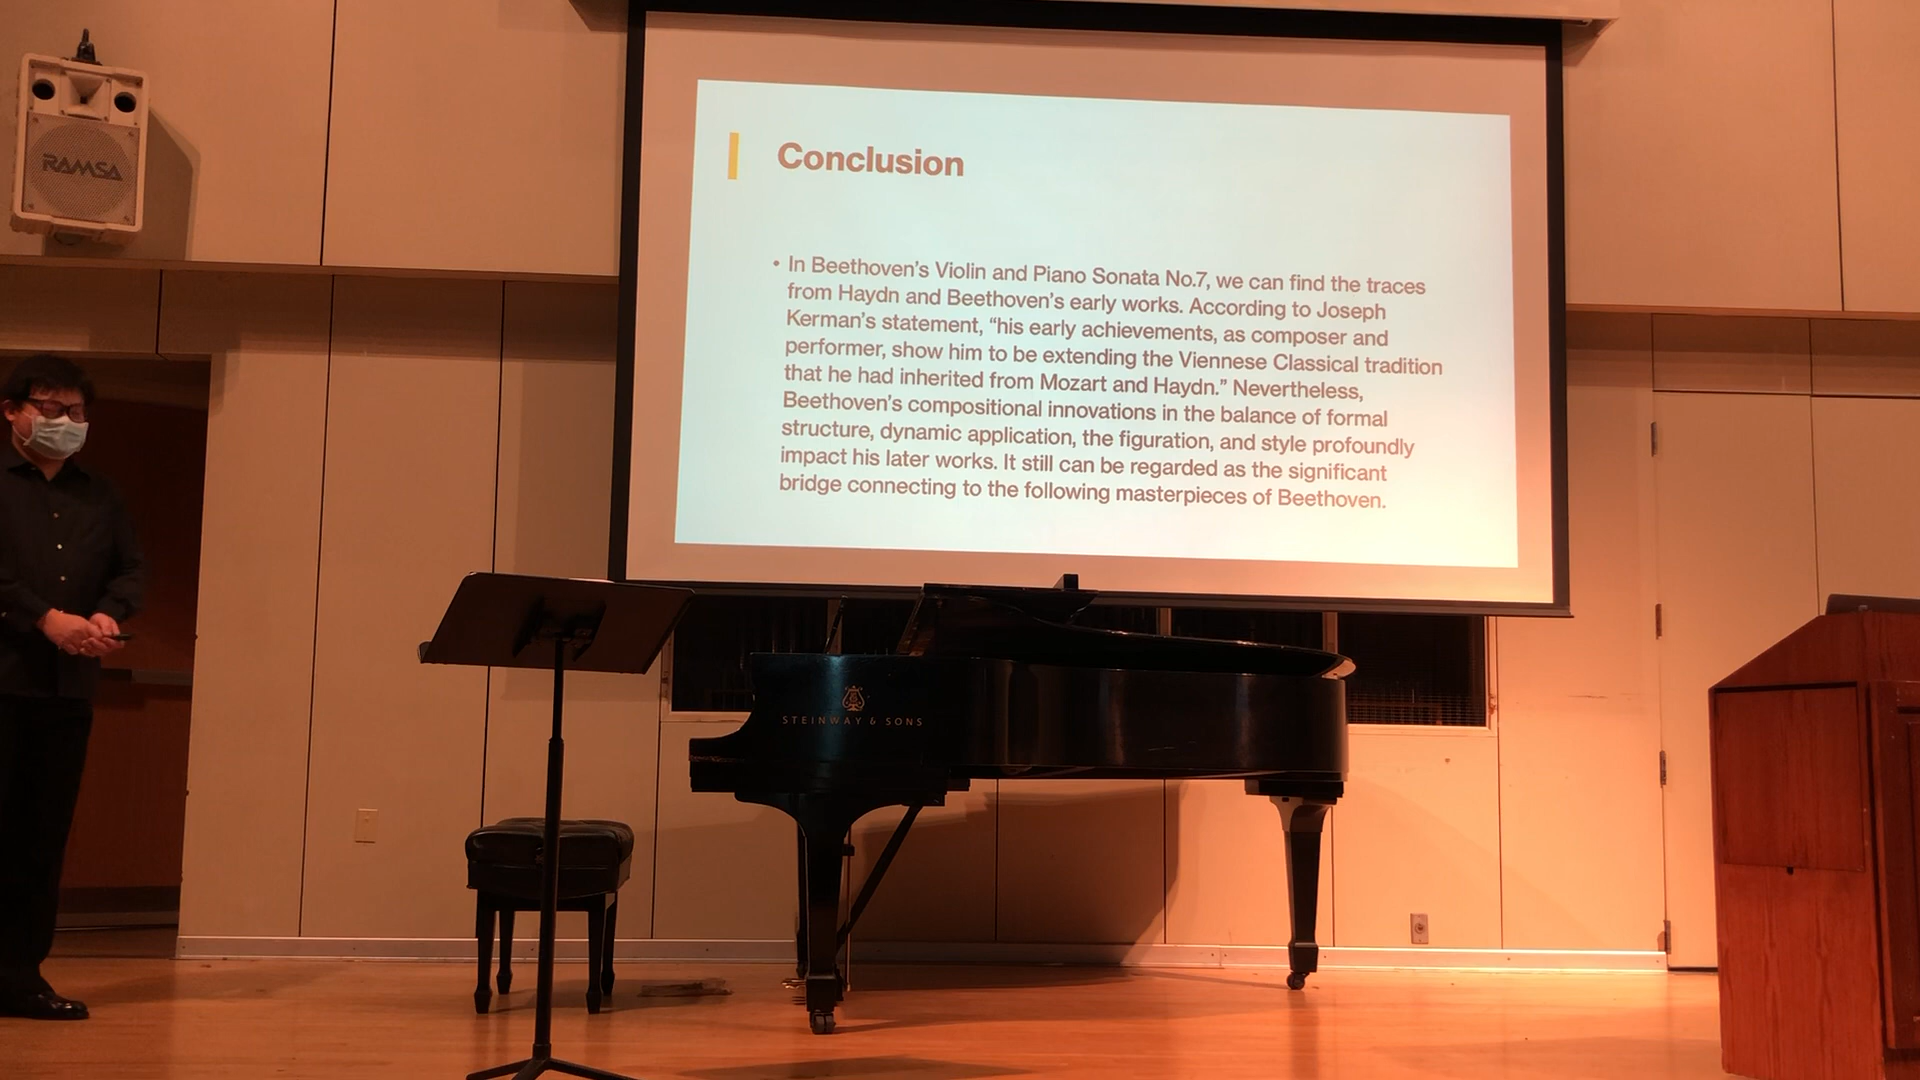 RAMSA
Conclusion
• In Beethoven's Violin and Piano Sonata No.7, we can find the traces
from Haydn and Beethoven's early works. According to Joseph
Kerman's statement, "his early achievements, as composer and
performer, show him to be extending the Viennese Classical tradition
that he had inherited from Mozart and Haydn." Nevertheless,
Beethoven's compositional innovations in the balance of formal
structure, dynamic application, the figuration, and style profoundly
impact his later works. It still can be regarded as the significant
bridge connecting to the following masterpieces of Beethoven.
STEINWAY & SONS